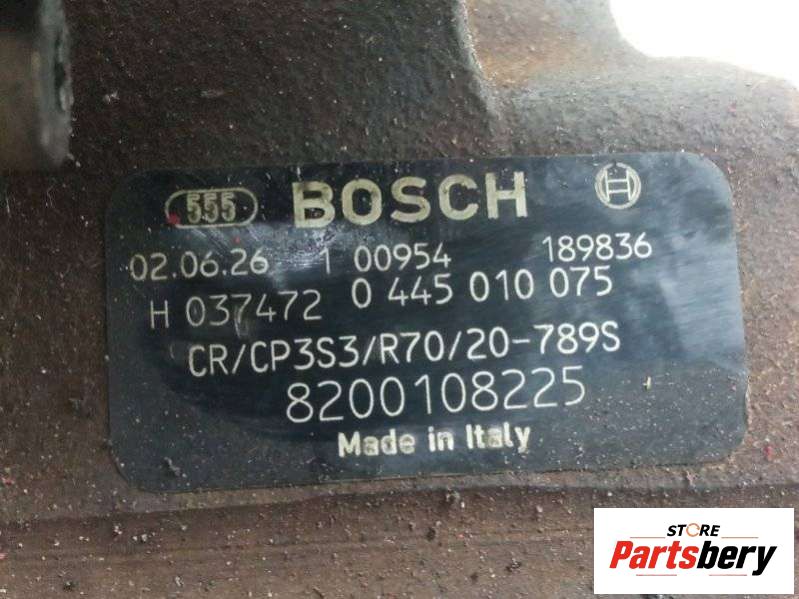 555 BOSCH
02.06.26 1 00954 189836
H 037472 0 445 010 075
CR/CP3S3/R70/20-789S
8200108225
Made in Italy
STORE
Partsbery